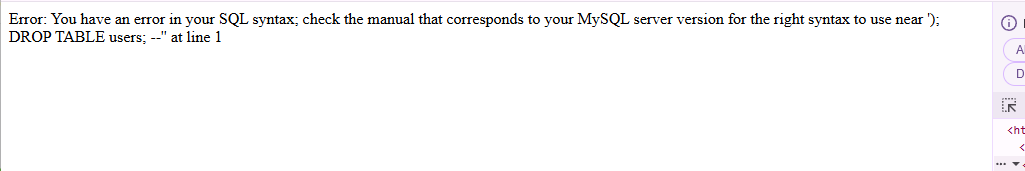 Error: You have an error in your SQL syntax; check the manual that corresponds to your MySQL server version for the right syntax to use near ');
DROP TABLE users; --'' at line 1
<ht
<